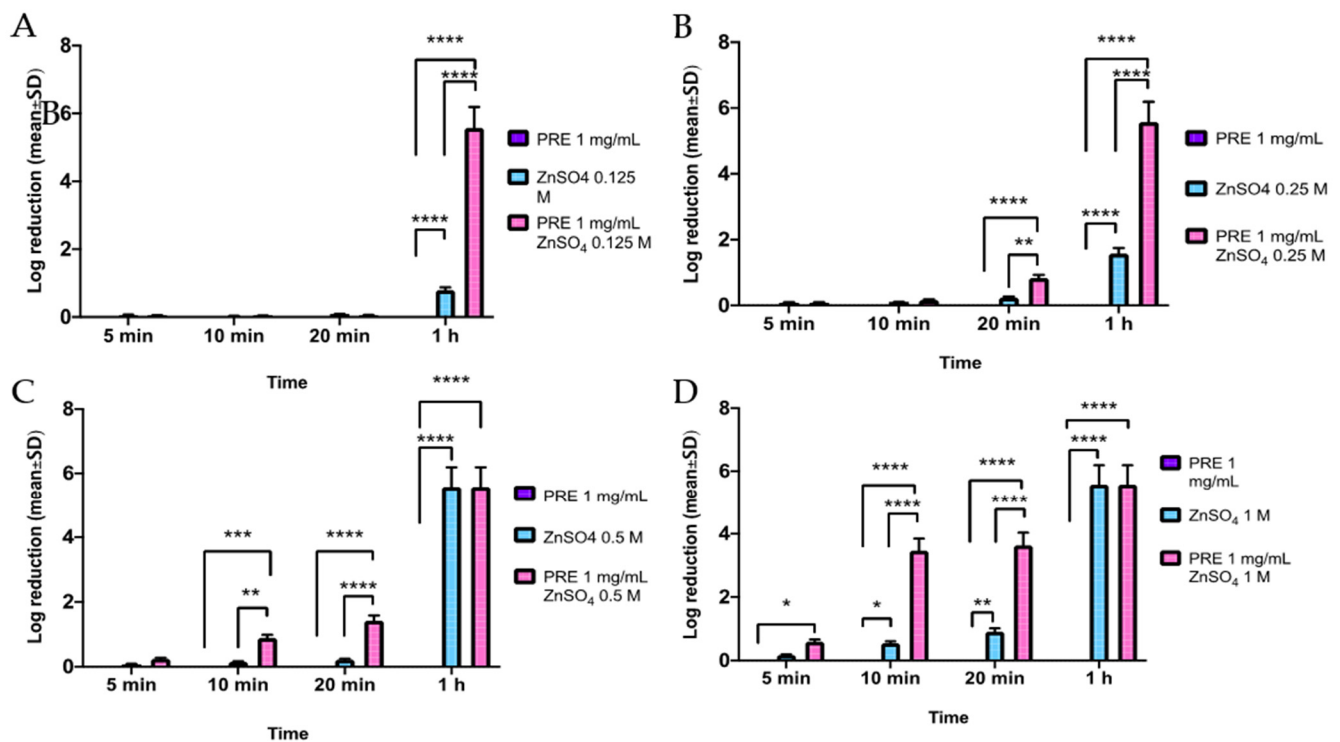 A
Log reduction (mean±SD)
B
8
6
4
2
0
****
****
****
5 min
10 min
20 min
1 h
Time
PRE 1 mg/mL
ZnSO4 0.125
M
PRE 1 mg/mL
ZnSO₄ 0.125 M
B
Log reduction (mean±SD)
8
6
4
2
0
****
**
****
****
****
5 min
10 min
20 min
1 h
Time
PRE 1 mg/mL
ZnSO4 0.25 M
PRE 1 mg/mL
ZnSO₄ 0.25 M
C
Log reduction (mean±SD)
8
6
4
2
0
***
**
****
****
****
****
5 min
10 min
20 min
1 h
Time
PRE 1 mg/mL
ZnSO4 0.5 M
PRE 1 mg/mL
ZnSO₄ 0.5 M
D
Log reduction (mean±SD)
8
6
4
2
0
*
****
****
*
****
****
**
****
****
5 min
10 min
20 min
1 h
Time
PRE 1
mg/mL
ZnSO₄ 1 M
PRE 1 mg/mL
ZnSO₄ 1 M